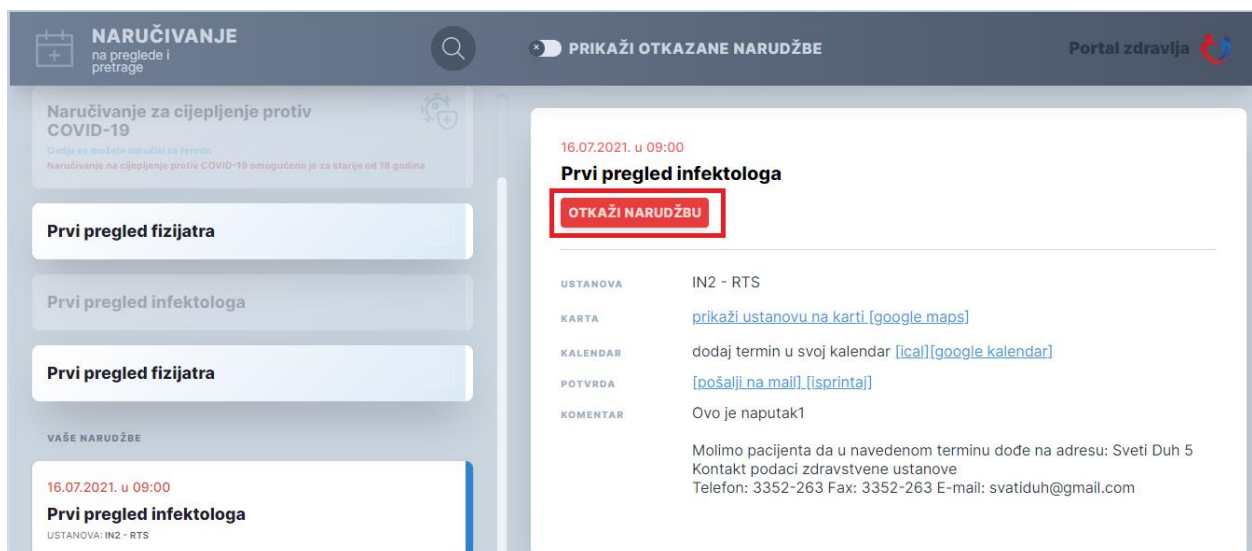 NARUČIVANJE
na preglede i
pretrage
PRIKAŽI OTKAZANE NARUDŽBE
Portal zdravlja
Naručivanje za cijepljenje protiv
COVID-19
Ovdje se možete naručiti za termin
Naručivanje na cijepljenje protiv COVID-19 omogućeno je za starije od 18 godina
Prvi pregled fizijatra
Prvi pregled infektologa
Prvi pregled fizijatra
VAŠE NARUDŽBE
16.07.2021. u 09:00
Prvi pregled infektologa
USTANOVA: IN2 - RTS
16.07.2021. u 09:00
Prvi pregled infektologa
OTKAŽI NARUDŽBU
USTANOVA IN2 - RTS
KARTA prikaži ustanovu na karti [google maps]
KALENDAR dodaj termin u svoj kalendar [ical][google kalendar]
POTVRDA [pošalji na mail] [isprintaj]
KOMENTAR Ovo je naputak1
Molimo pacijenta da u navedenom terminu dođe na adresu: Sveti Duh 5
Kontakt podaci zdravstvene ustanove
Telefon: 3352-263 Fax: 3352-263 E-mail: svatiduh@gmail.com